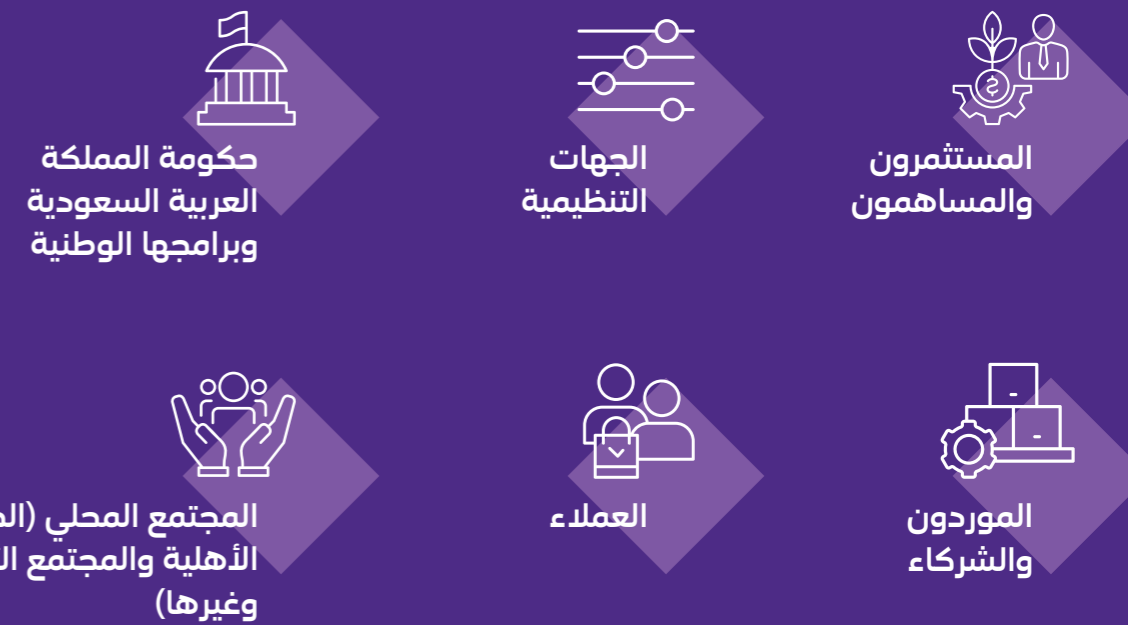 المستثمرون
والمساهمون
الجهات
التنظيمية
حكومة المملكة
العربية السعودية
وبرامجها الوطنية
الموردون
والشركاء
العملاء
المجتمع المحلي
الأهلية والمجتمع
وغيرها)